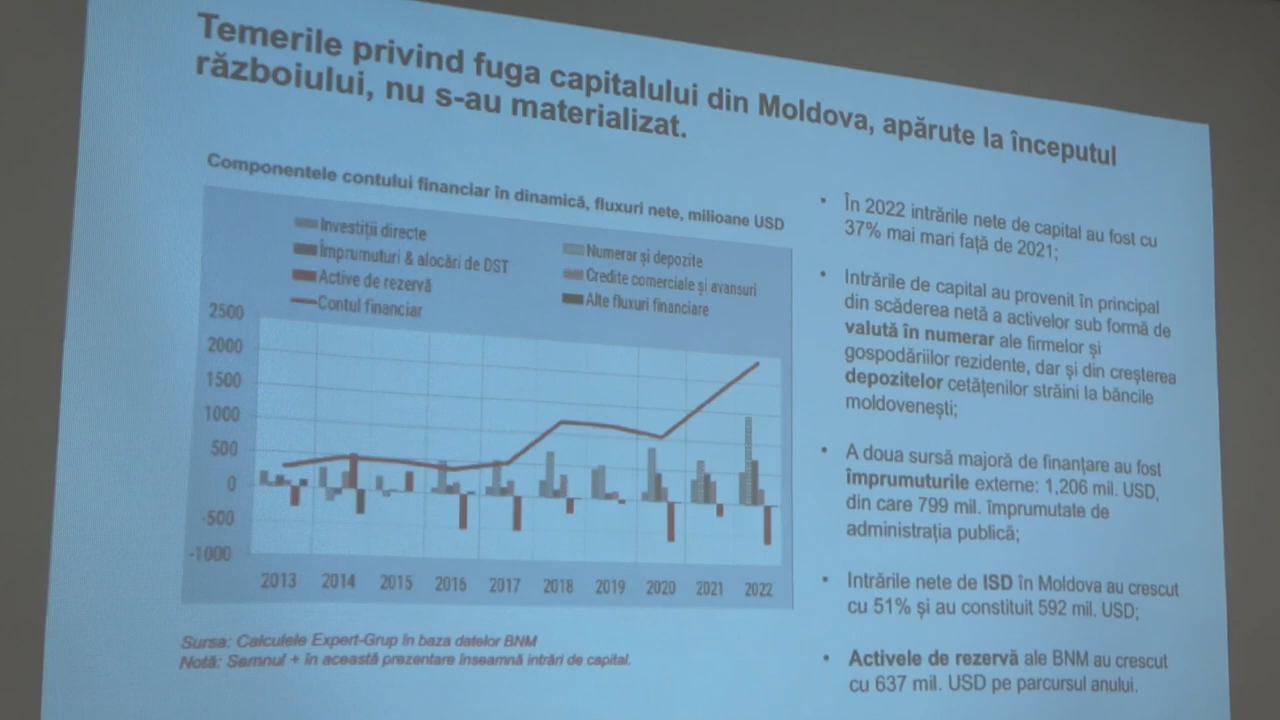 Temerile privind fuga capitalului din Moldova, apărute la începutul
războiului, nu s-au materializat.
Componentele contului financiar în dinamică, fluxuri nete, milioane USD
Investiții directe
Împrumuturi & alocări de DST
Active de rezervă
Contul financiar
Numerar și depozite
Credite comerciale și avansuri
Alte fluxuri financiare
2500
2000
1500
1000
500
0
-500
-1000
2013 2014 2015 2016 2017 2018 2019 2020 2021 2022
Sursa: Calculele Expert-Grup în baza datelor BNM
Notă: Semnul + în această prezentare înseamnă intrări de capital.
• În 2022 intrările nete de capital au fost cu
37% mai mari față de 2021;
• Intrările de capital au provenit în principal
din scăderea netă a activelor sub formă de
valută în numerar ale firmelor și
gospodăriilor rezidente, dar și din creșterea
depozitelor cetățenilor străini la băncile
moldovenești;
• A doua sursă majoră de finanțare au fost
împrumuturile externe: 1,206 mil. USD,
din care 799 mil. împrumutate de
administrația publică;
• Intrările nete de ISD în Moldova au crescut
cu 51% și au constituit 592 mil. USD;
• Activele de rezervă ale BNM au crescut
cu 637 mil. USD pe parcursul anului.